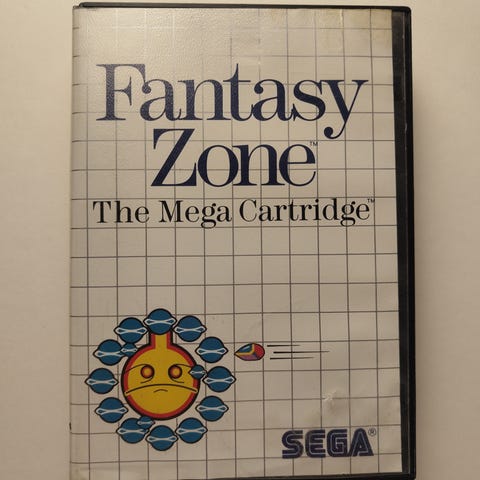 Fantasy
Zone™
The Mega Cartridge™
SEGA®